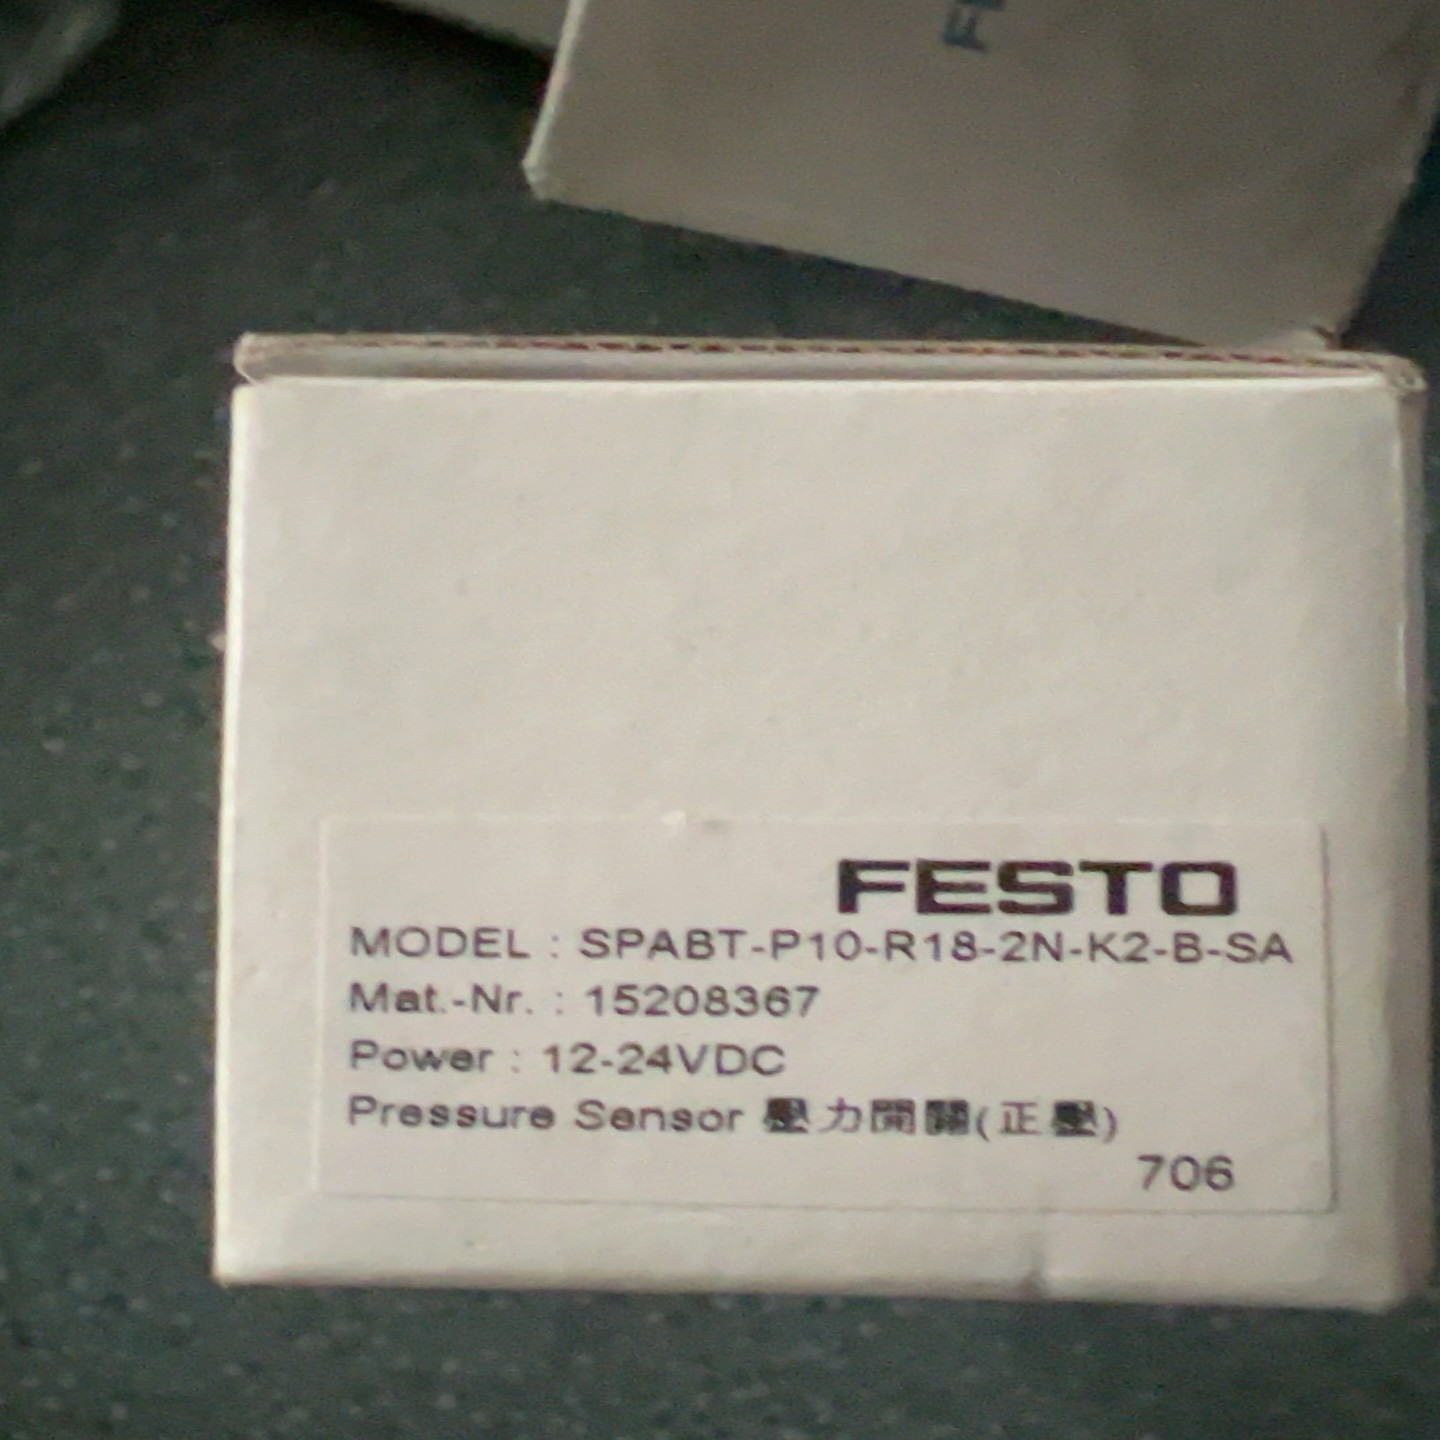 FE
FESTO
MODEL : SPABT-P10-R18-2N-K2-B-SA
Mat.-Nr. : 15208367
Power : 12-24VDC
Pressure Sensor 壓力開關(正壓)
706